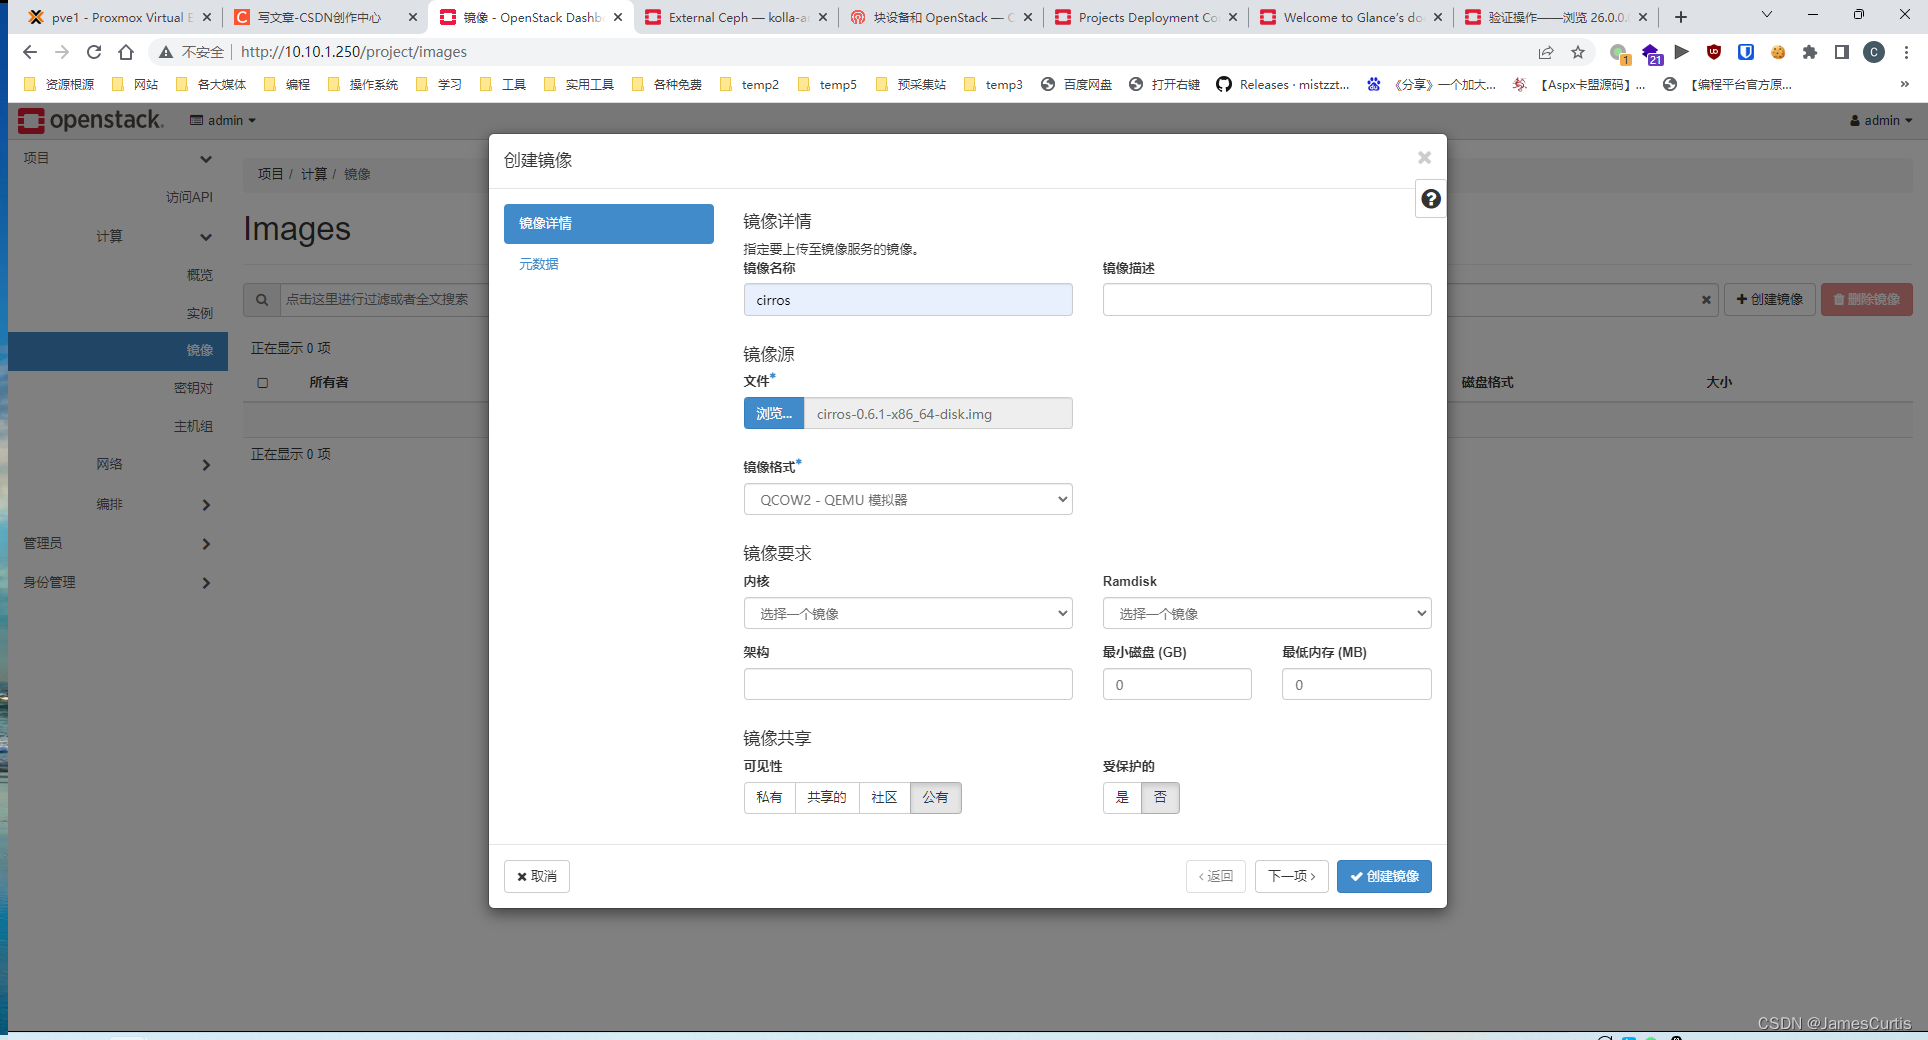 pve1 - Proxmox Virtual E
写文章-CSDN创作中心
镜像 - OpenStack Dashb
External Ceph — kolla-a
块设备和 OpenStack — C
Projects Deployment Co
Welcome to Glance's do
验证操作——浏览 26.0.0.
不安全
http://10.10.1.250/project/images
1
21
C
资源根源
网站
各大媒体
编程
操作系统
学习
工具
实用工具
各种免费
temp2
temp5
预采集站
temp3
百度网盘
打开右键
Releases · mistzzt...
《分享》一个加大...
【Aspx卡盟源码】...
【编程平台官方原...
»
openstack.
admin
admin
项目
访问API
计算
概览
实例
镜像
密钥对
主机组
网络
编排
管理员
身份管理
项目 / 计算 / 镜像
Images
点击这里进行过滤或者全文搜索
创建镜像
删除镜像
正在显示 0 项
所有者
磁盘格式
大小
正在显示 0 项
创建镜像
镜像详情
元数据
镜像详情
指定要上传至镜像服务的镜像。
镜像名称
镜像描述
cirros
镜像源
文件*
浏览...
cirros-0.6.1-x86_64-disk.img
镜像格式*
QCOW2 - QEMU 模拟器
镜像要求
内核
Ramdisk
选择一个镜像
选择一个镜像
架构
最小磁盘 (GB)
最低内存 (MB)
0
0
镜像共享
可见性
受保护的
私有
共享的
社区
公有
是
否
取消
‹ 返回
下一项 ›
创建镜像
CSDN @JamesCurtis